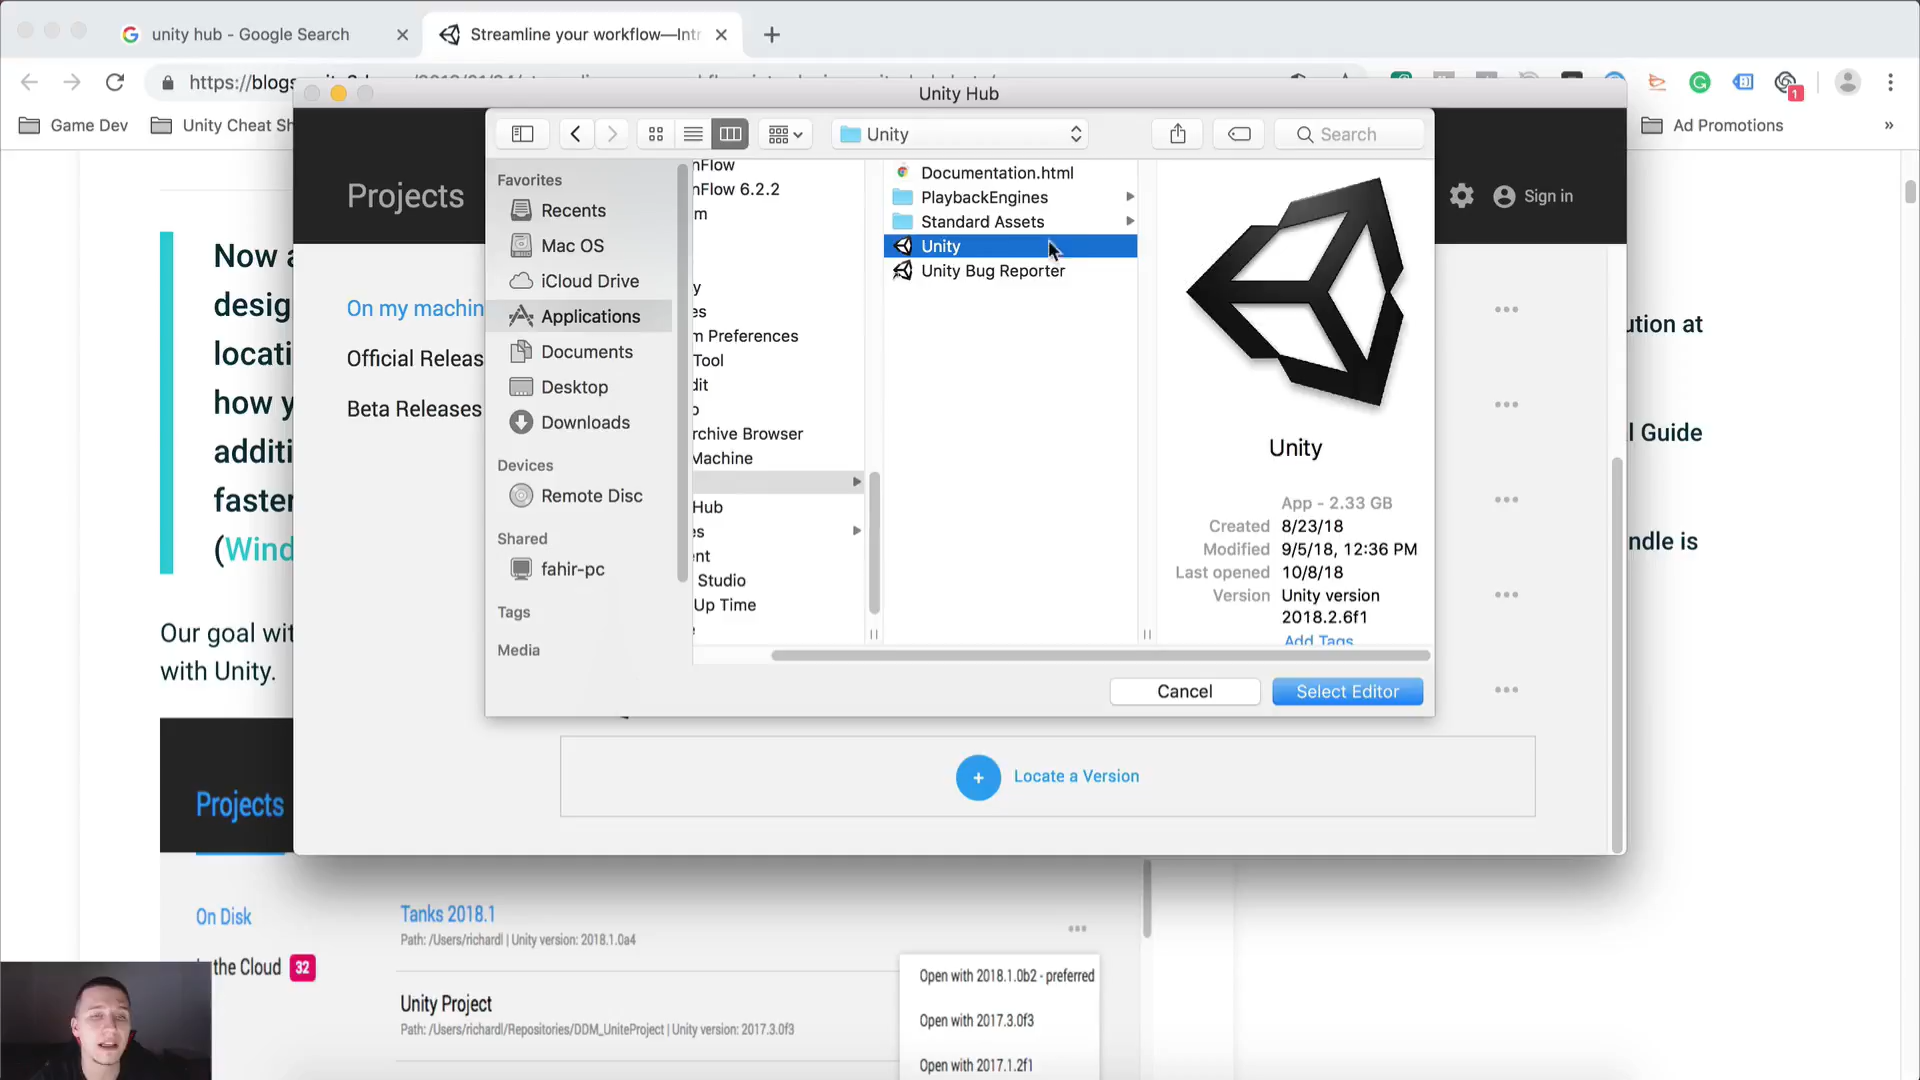 unity hub - Google Search
Streamline your workflow—Intr
https://blogs
Game Dev
Unity Cheat Sh
Ad Promotions
»
Unity Hub
Unity
Search
Projects
Sign in
On my machin
Official Releas
Beta Releases
Favorites
Recents
Mac OS
iCloud Drive
Applications
Documents
Desktop
Downloads
Devices
Remote Disc
Shared
fahir-pc
Tags
Media
nFlow
nFlow 6.2.2
m
y
es
m Preferences
Tool
dit
rchive Browser
Machine
Hub
es
nt
Studio
Up Time
Documentation.html
PlaybackEngines
Standard Assets
Unity
Unity Bug Reporter
Unity
App - 2.33 GB
Created 8/23/18
Modified 9/5/18, 12:36 PM
Last opened 10/8/18
Version Unity version
2018.2.6f1
Add Tags
Cancel
Select Editor
+ Locate a Version
Now
desig
locati
how y
additi
faster
(Wind
Our goal wit
with Unity.
ution at
l Guide
ndle is
Projects
On Disk
the Cloud 32
Tanks 2018.1
Path: /Users/richardl | Unity version: 2018.1.0a4
Unity Project
Path: /Users/richardl/Repositories/DDM_UniteProject | Unity version: 2017.3.0f3
Open with 2018.1.0b2 - preferred
Open with 2017.3.0f3
Open with 2017.1.2f1
1